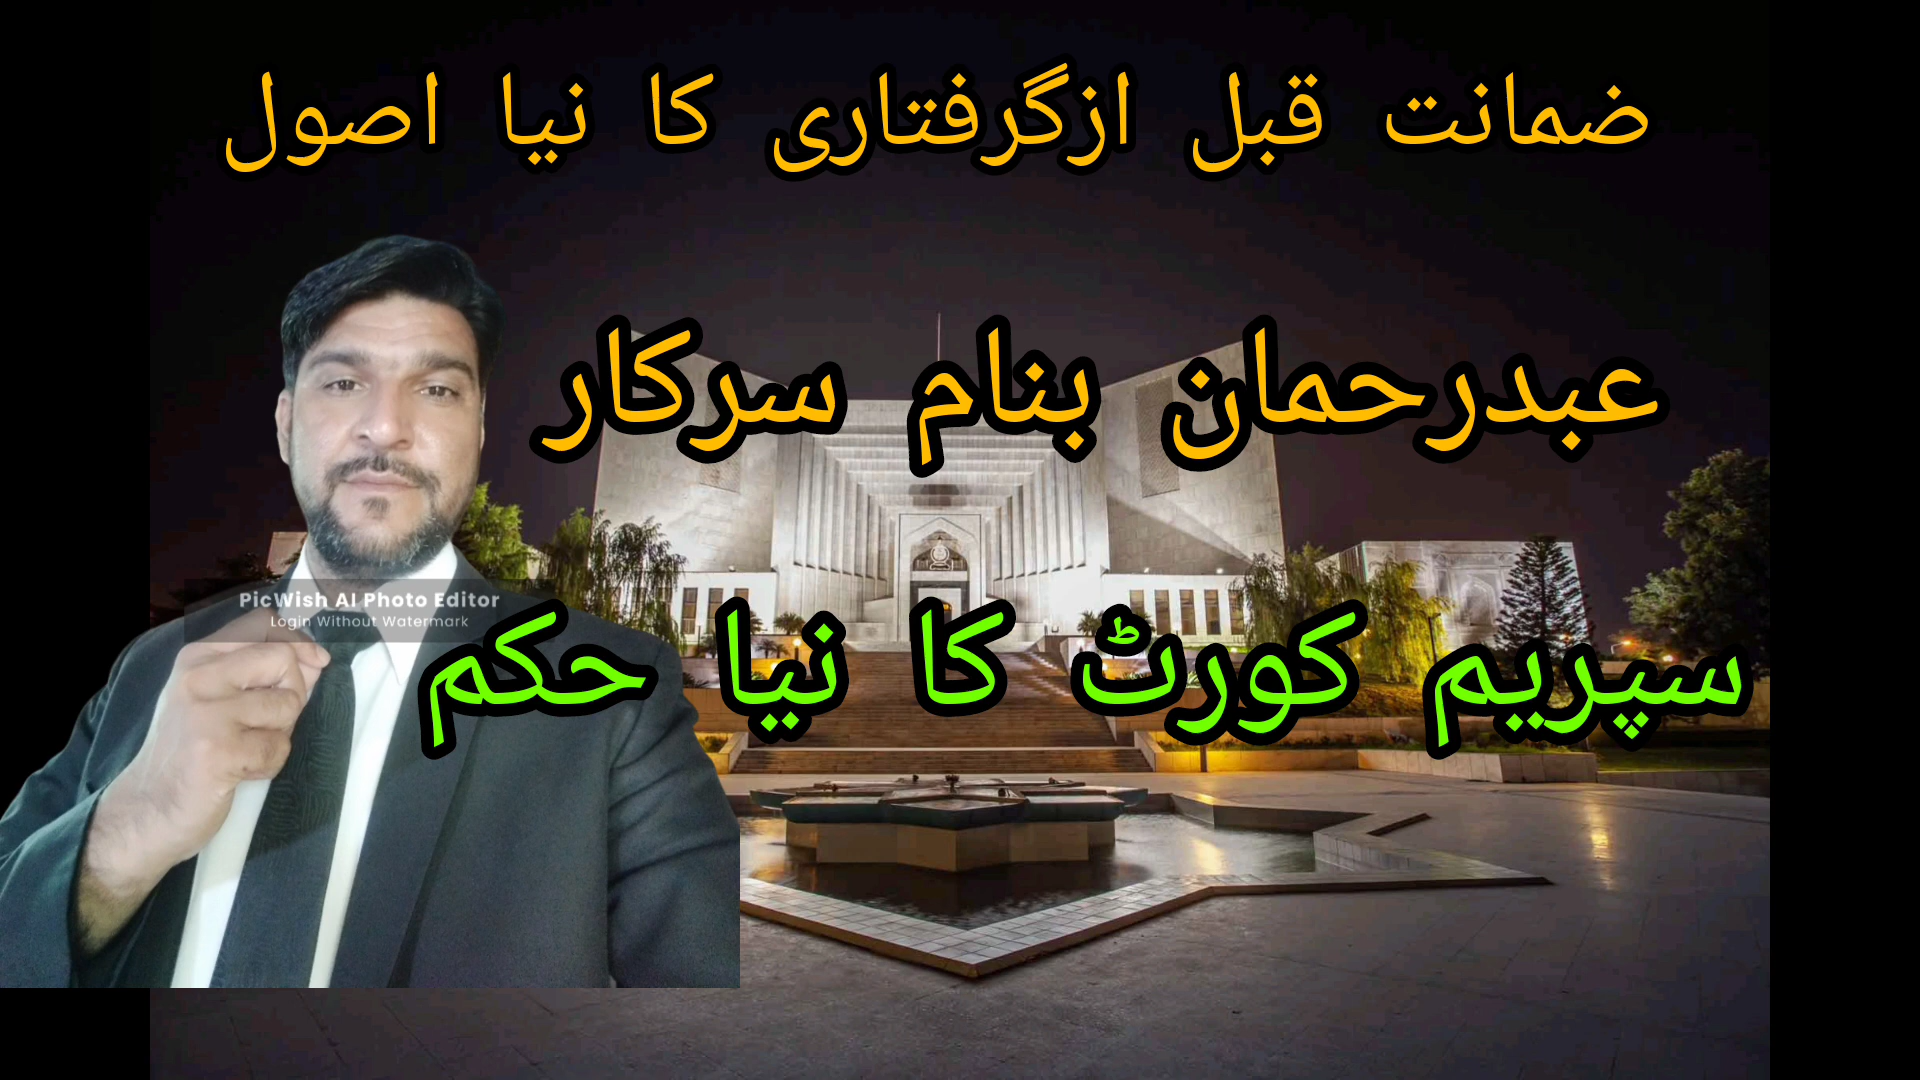 ضمانت قبل ازگرفتاری کا نیا اصول
عبدرحمان بنام سرکار
PicWish AI Photo Editor
Login Without Watermark
سپریم کورٹ کا نیا حکم